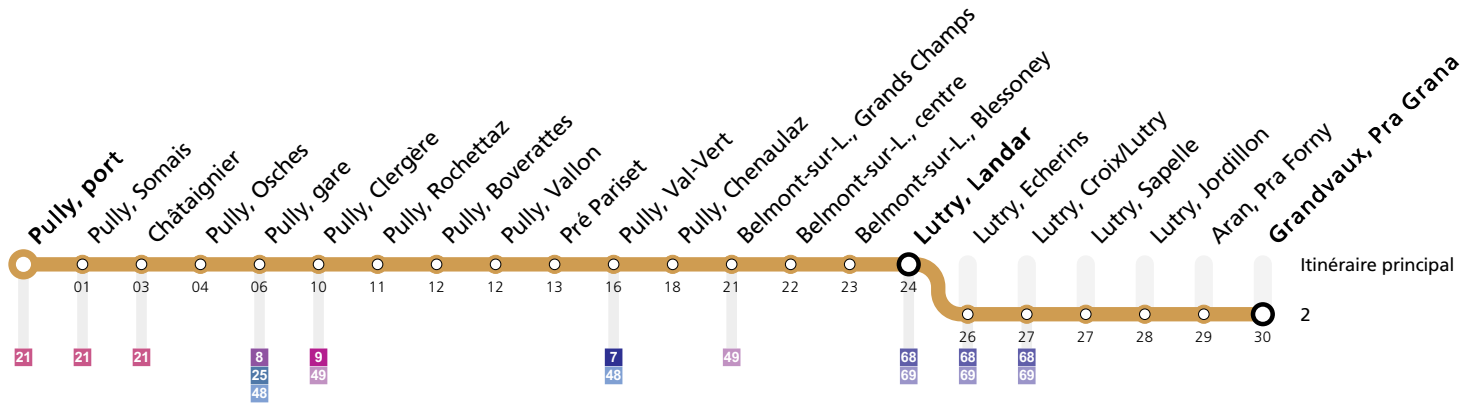 Pully, port
Pully, Somais
Châtaignier
Pully, Osches
Pully, gare
Pully, Clergère
Pully, Rochettaz
Pully, Boverattes
Pully, Vallon
Pré Pariset
Pully, Val-Vert
Pully, Chenaulaz
Belmont-sur-L., Grands Champs
Belmont-sur-L., centre
Belmont-sur-L., Blessoney
Lutry, Landar
Lutry, Echerins
Lutry, Croix/Lutry
Lutry, Sapelle
Lutry, Jordillon
Aran, Pra Forny
Grandvaux, Pra Grana
Itinéraire principal
01 03 04 06 10 11 12 12 13 16 18 21 22 23 24
2
26 27 27 28 29 30
21 21 21 8 9 7 49 68 68 68
25 49 48 69 69 69
48